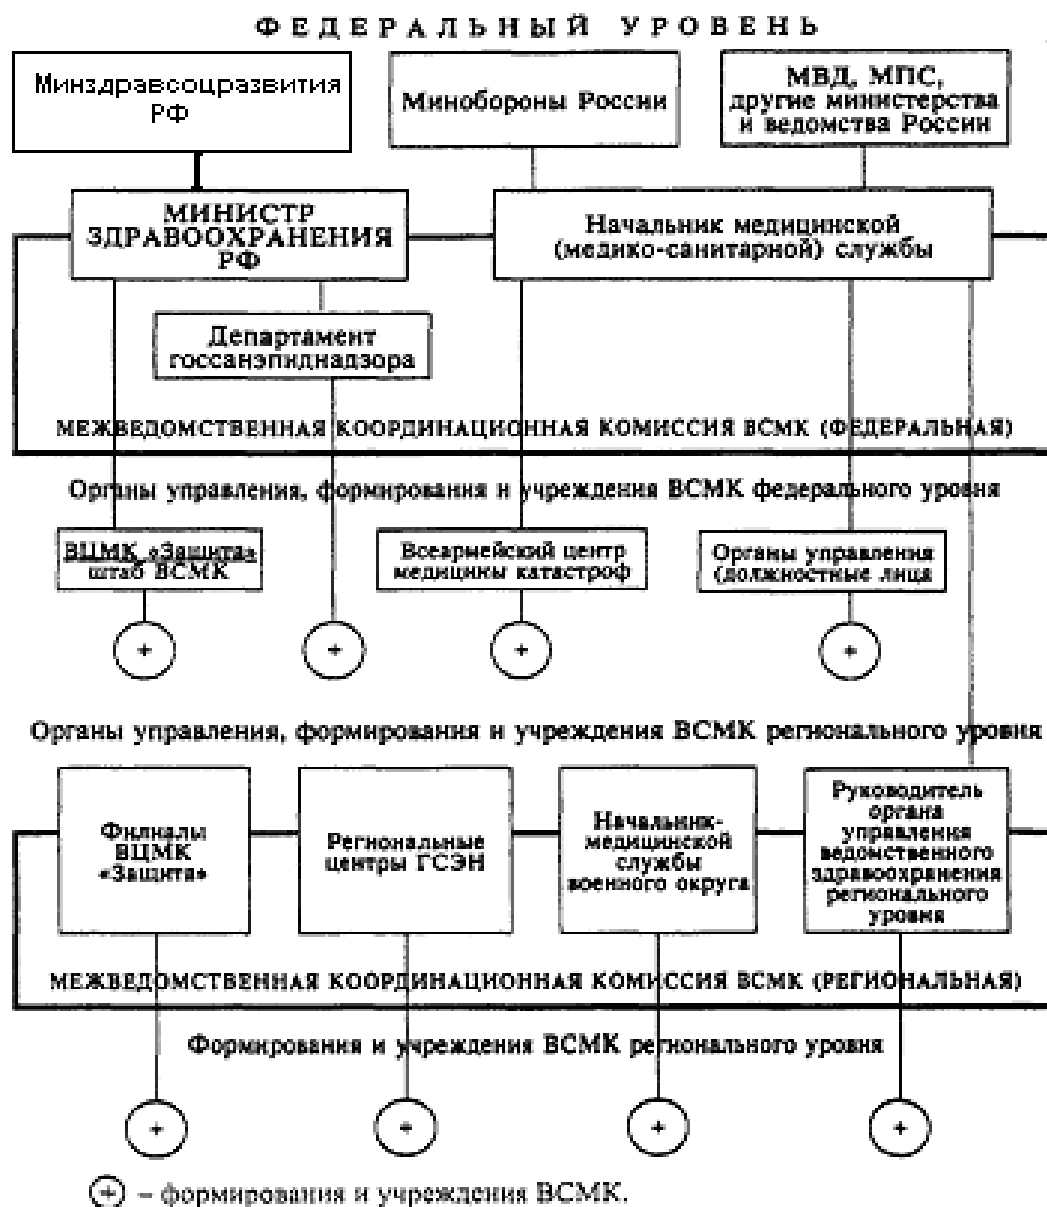 ФЕДЕРАЛЬНЫЙ УРОВЕНЬ
Минздравсоцразвития
РФ
Минобороны России
МВД, МПС,
другие министерства
и ведомства России
МИНИСТР
ЗДРАВООХРАНЕНИЯ
РФ
Начальник медицинской
(медико-санитарной) службы
Департамент
госсанэпиднадзора
МЕЖВЕДОМСТВЕННАЯ КООРДИНАЦИОННАЯ КОМИССИЯ ВСМК (ФЕДЕРАЛЬНАЯ)
Органы управления, формирования и учреждения ВСМК федерального уровня
ВЦМК «Защита»
штаб ВСМК
Всеармейский центр
медицины катастроф
Органы управления
(должностные лица
+
+
+
+
Органы управления, формирования и учреждения ВСМК регионального уровня
Филиалы
ВЦМК
«Защита»
Региональные
центры ГСЭН
Начальник-
медицинской
службы
военного округа
Руководитель
органа
управления
ведомственного
здравоохранения
регионального
уровня
МЕЖВЕДОМСТВЕННАЯ КООРДИНАЦИОННАЯ КОМИССИЯ ВСМК (РЕГИОНАЛЬНАЯ)
Формирования и учреждения ВСМК регионального уровня
+
+
+
+
+ – формирования и учреждения ВСМК.